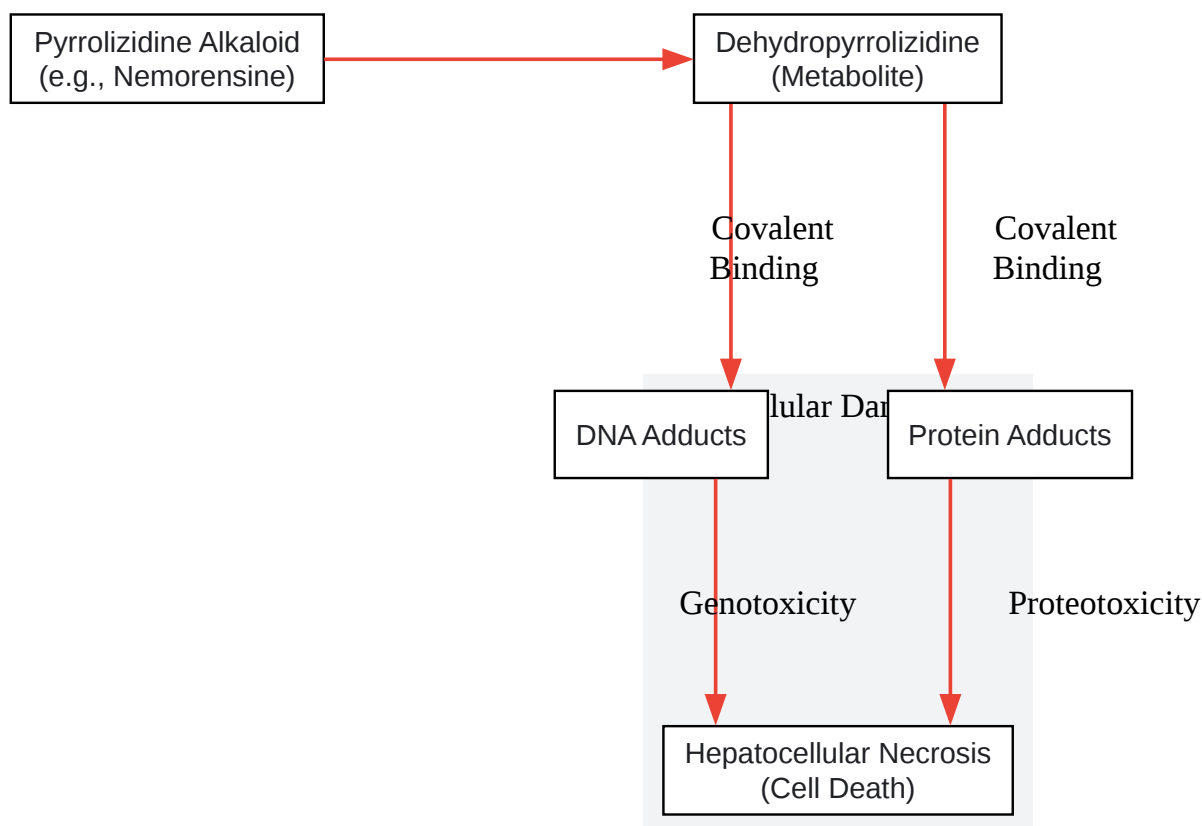 Pyrrolizidine Alkaloid
(e.g., Nemorensine)
Dehydropyrrolizidine
(Metabolite)
Covalent
Binding
Covalent
Binding
DNA Adducts
Protein Adducts
Genotoxicity
Proteotoxicity
Hepatocellular Necrosis
(Cell Death)